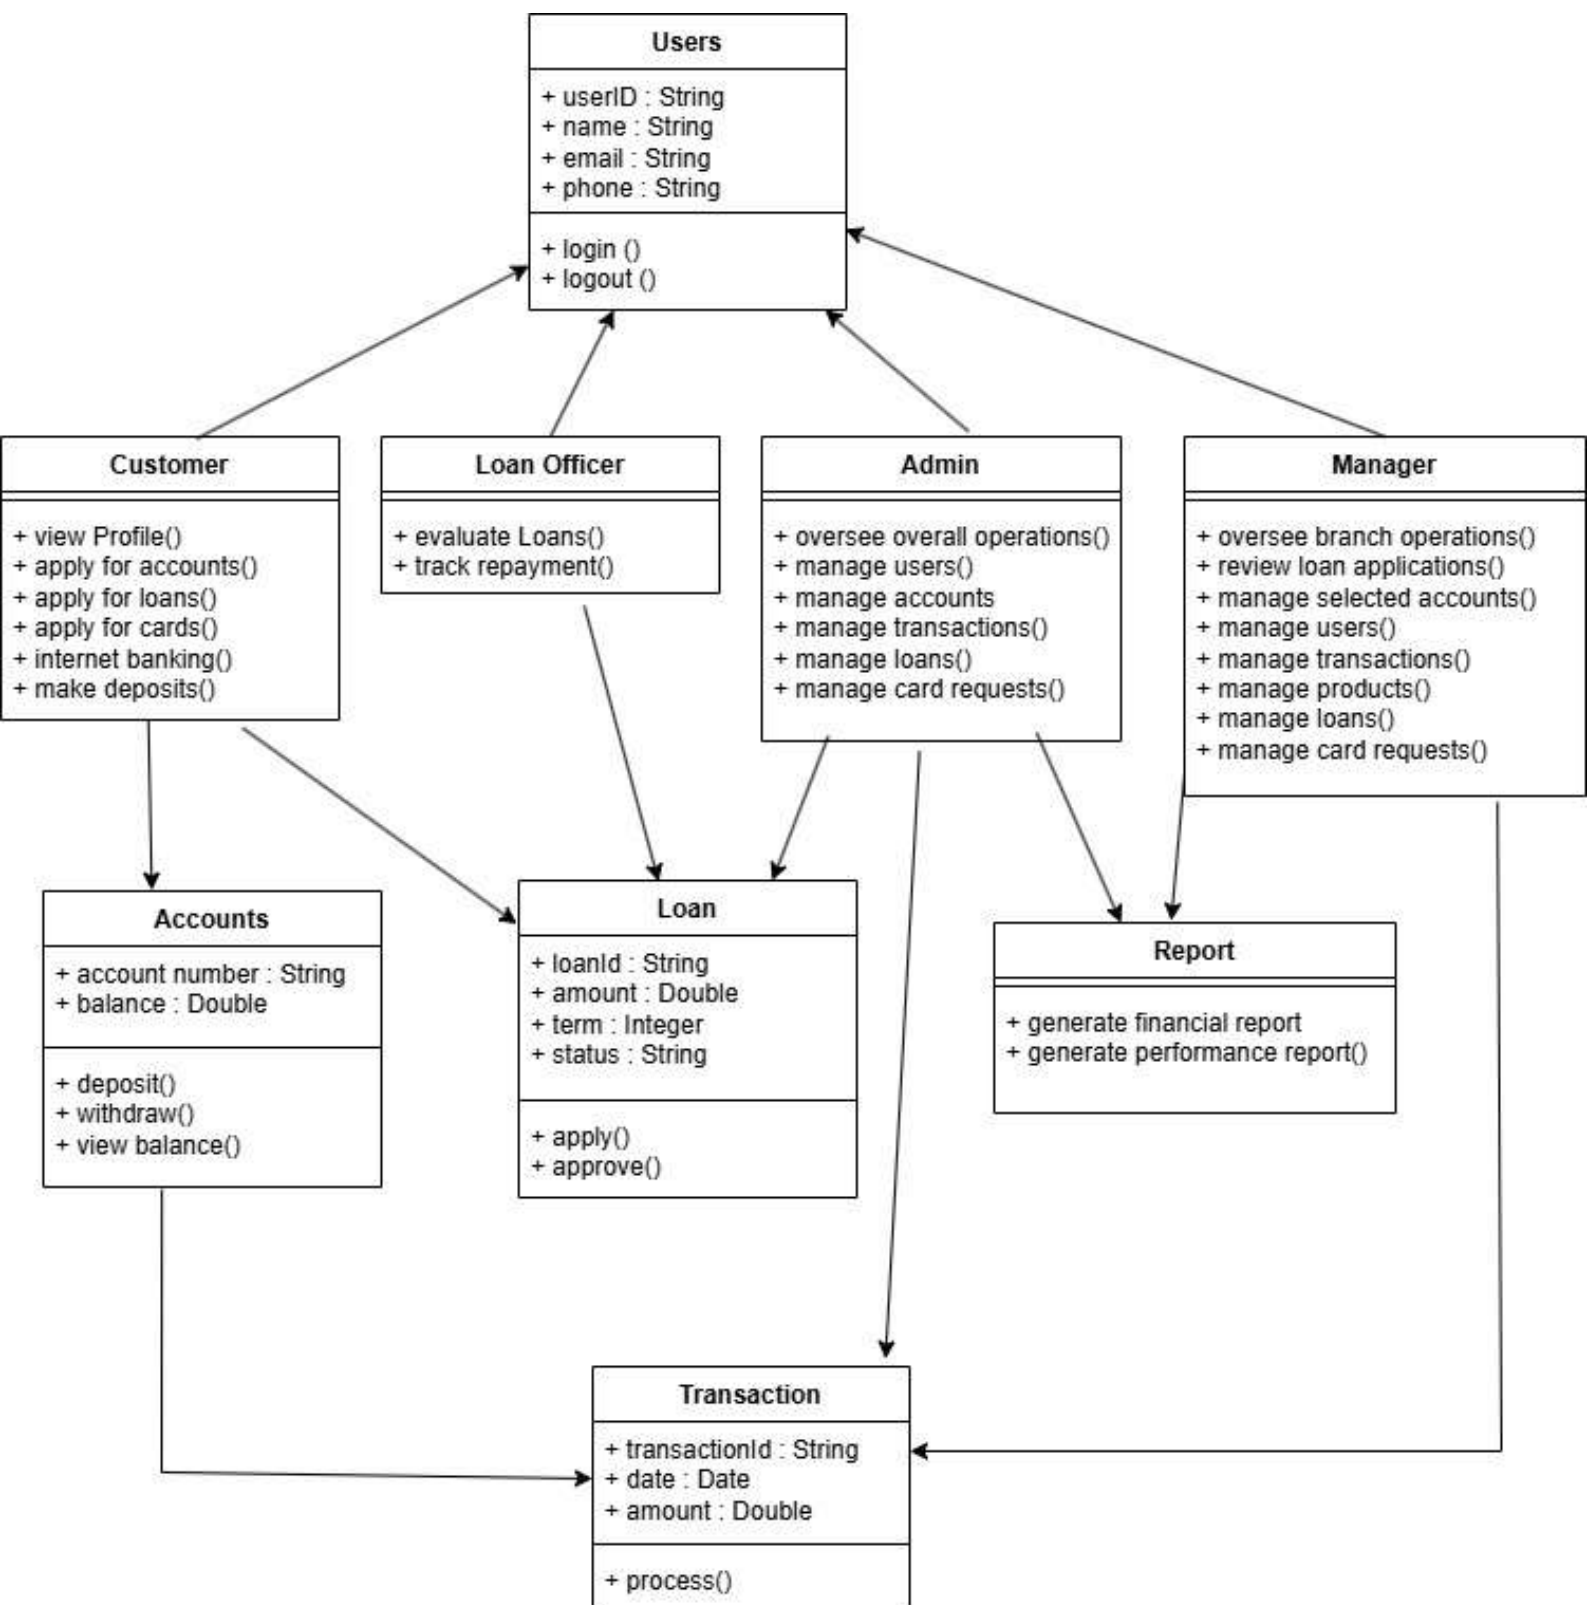 Users
+ userID : String
+ name : String
+ email : String
+ phone : String
+ login ()
+ logout ()
Customer
+ view Profile()
+ apply for accounts()
+ apply for loans()
+ apply for cards()
+ internet banking()
+ make deposits()
Loan Officer
+ evaluate Loans()
+ track repayment()
Admin
+ oversee overall operations()
+ manage users()
+ manage accounts
+ manage transactions()
+ manage loans()
+ manage card requests()
Manager
+ oversee branch operations()
+ review loan applications()
+ manage selected accounts()
+ manage users()
+ manage transactions()
+ manage products()
+ manage loans()
+ manage card requests()
Accounts
+ account number : String
+ balance : Double
+ deposit()
+ withdraw()
+ view balance()
Loan
+ loanId : String
+ amount : Double
+ term : Integer
+ status : String
+ apply()
+ approve()
Report
+ generate financial report
+ generate performance report()
Transaction
+ transactionId : String
+ date : Date
+ amount : Double
+ process()